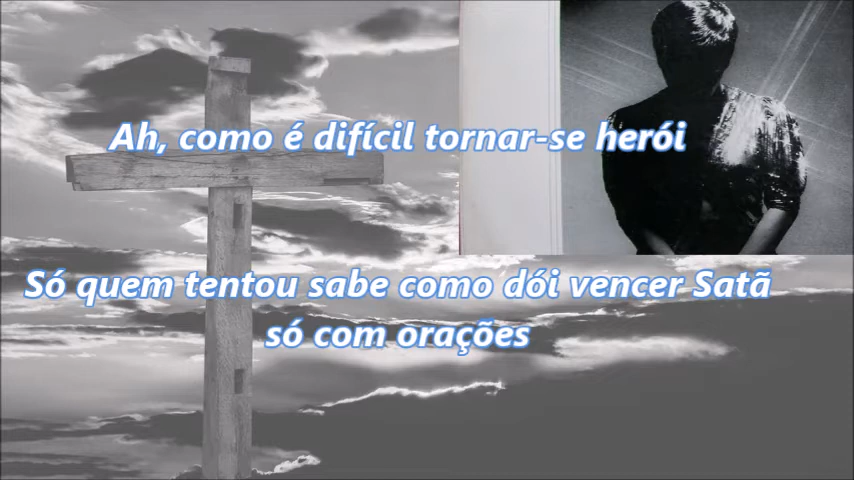 Ah, como é difícil tornar-se herói
Só quem tentou sabe como dói vencer Satã
só com orações